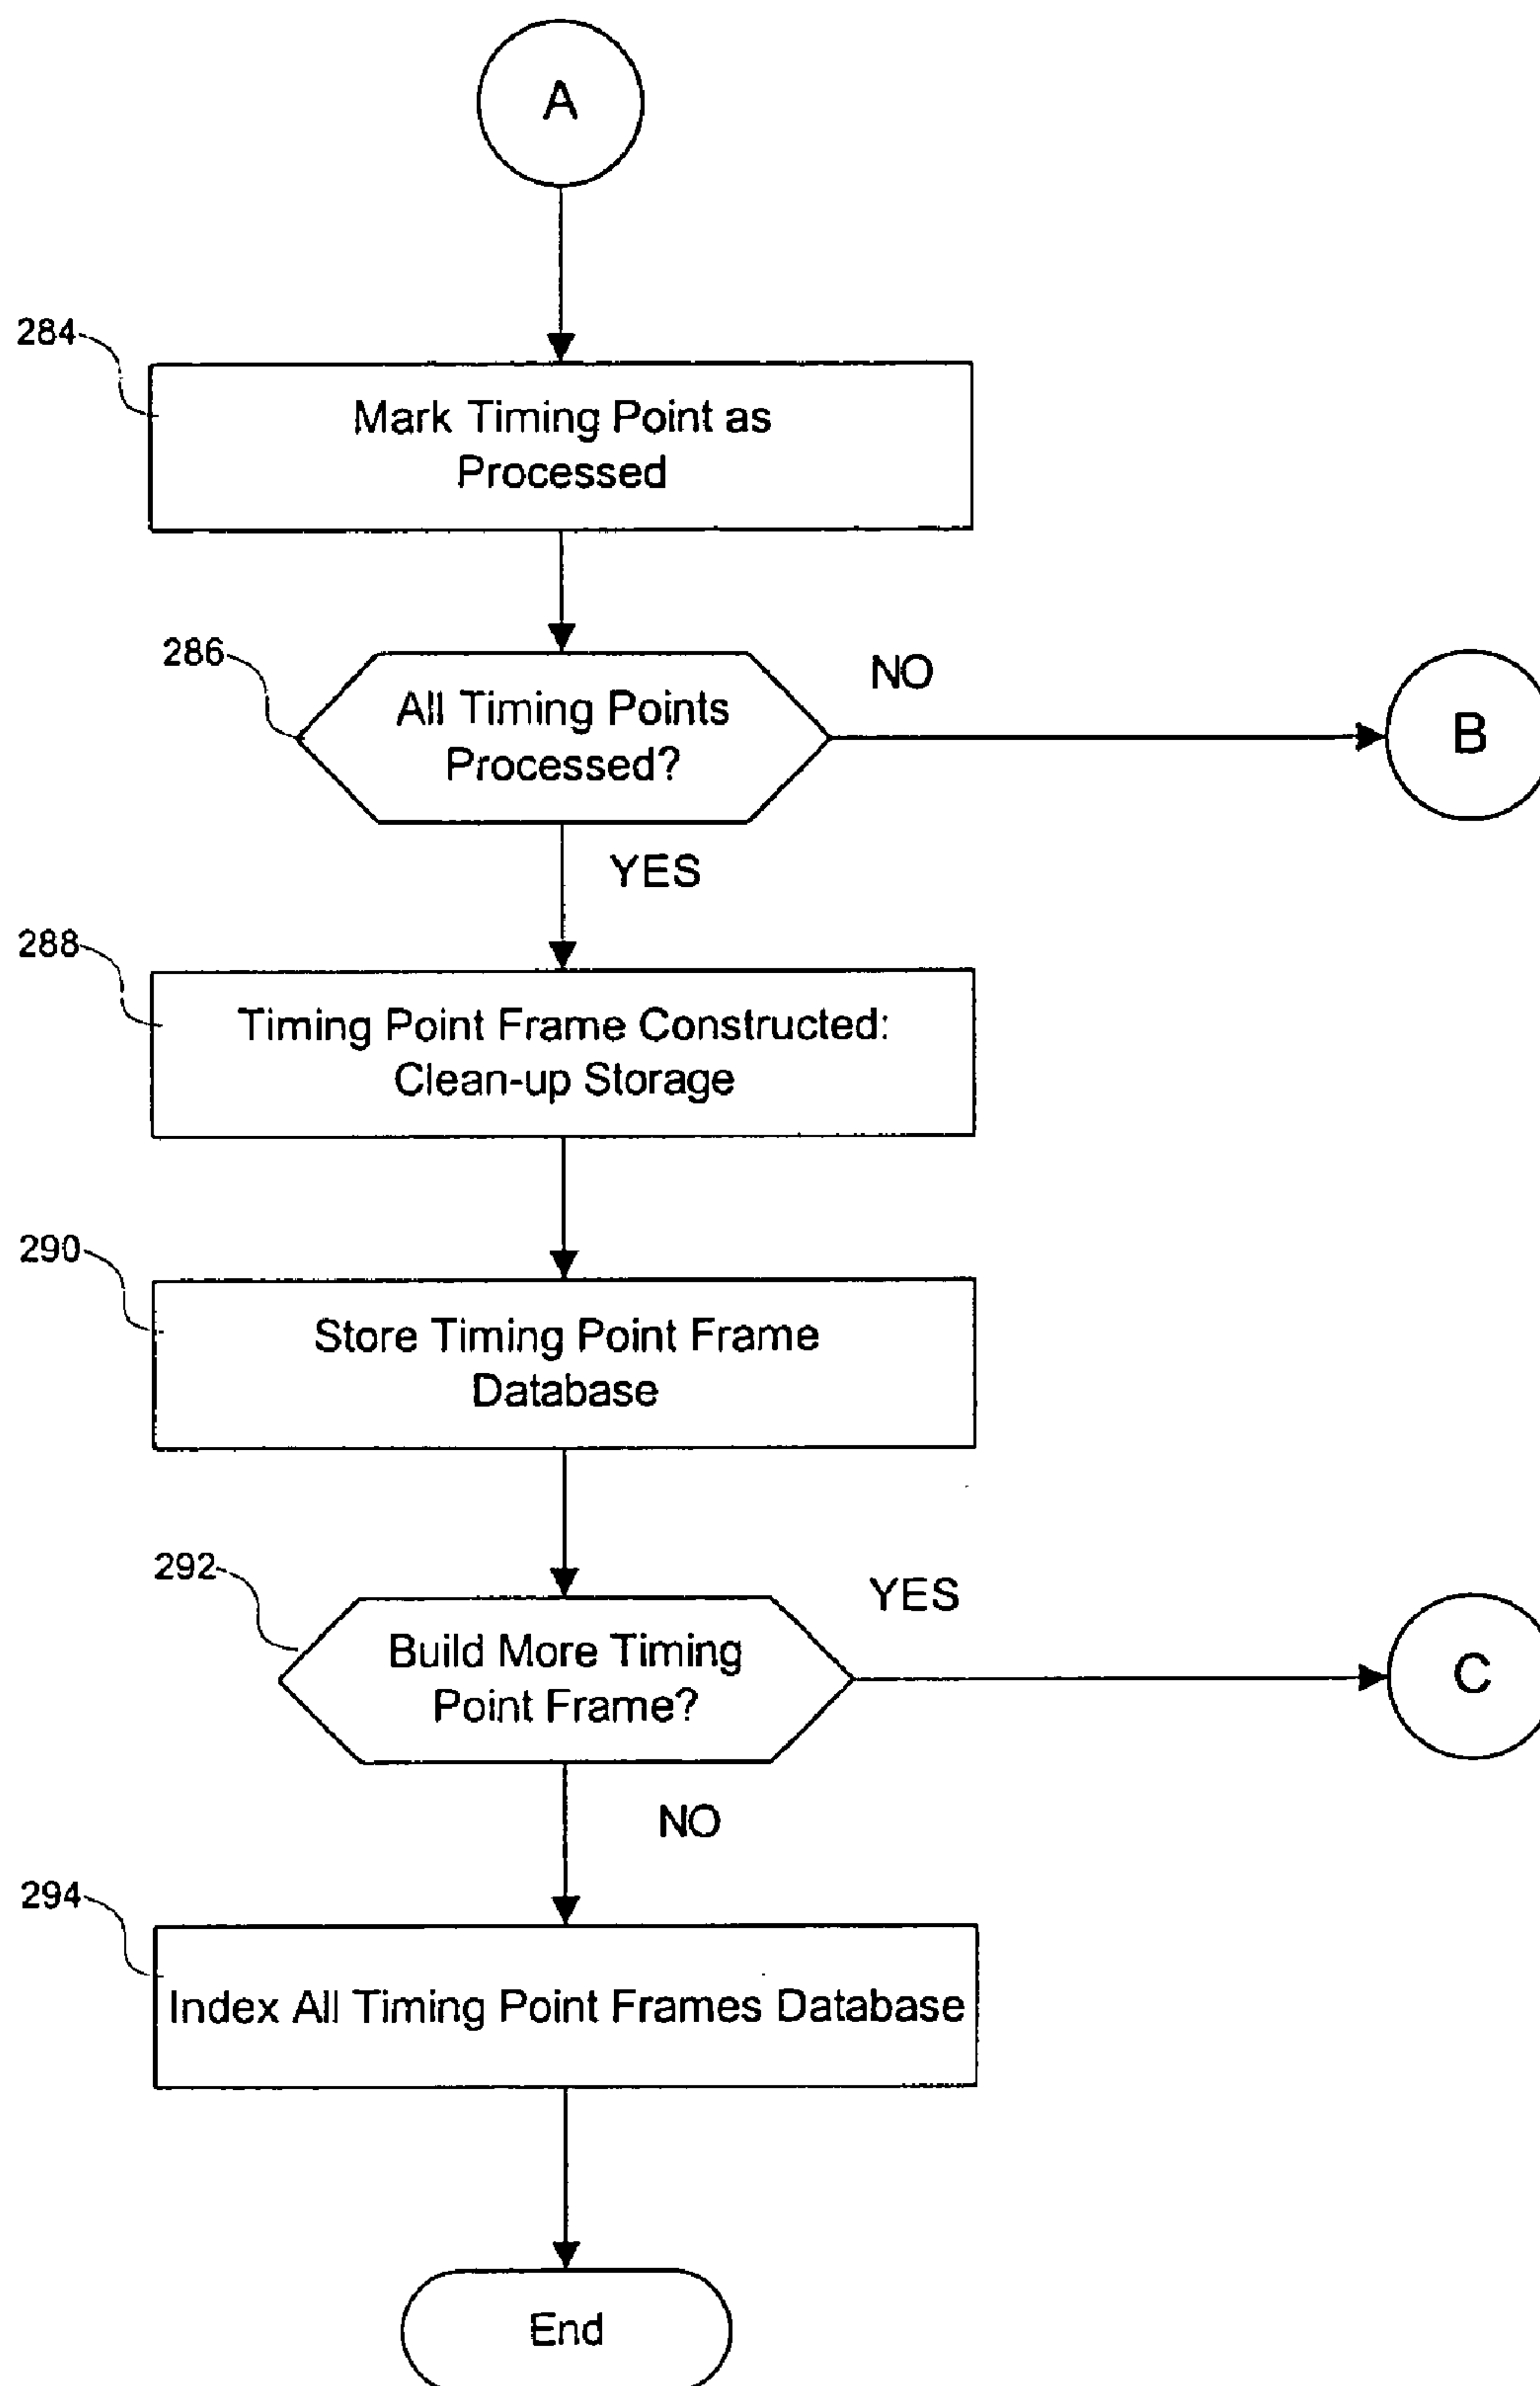 A
284
Mark Timing Point as
Processed
286
All Timing Points
Processed?
NO
B
YES
288
Timing Point Frame Constructed:
Clean-up Storage
290
Store Timing Point Frame
Database
292
Build More Timing
Point Frame?
YES
C
NO
294
Index All Timing Point Frames Database
End